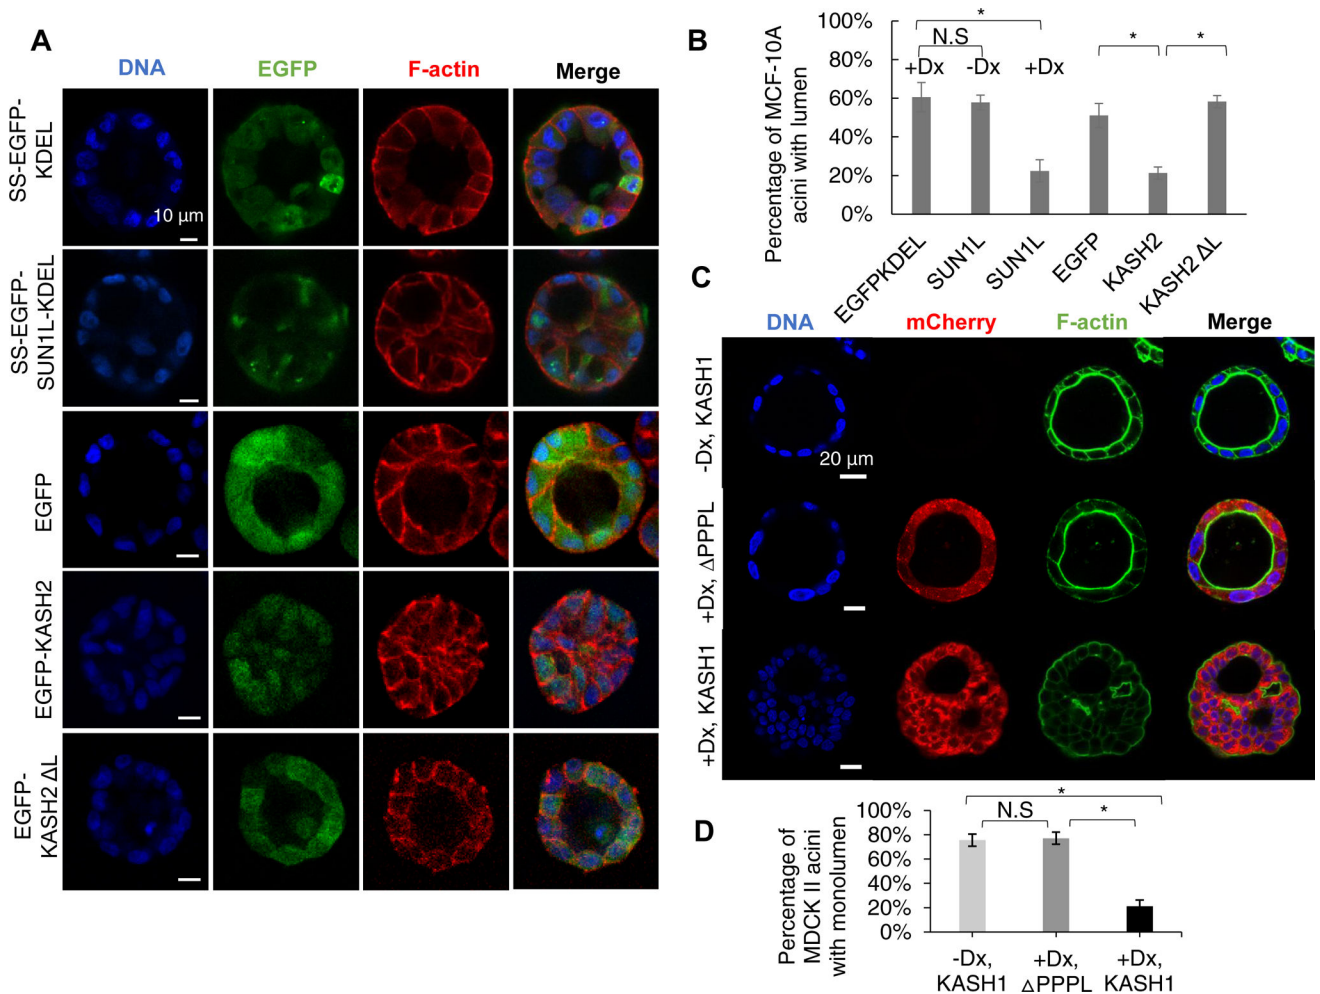 A
DNA
EGFP
F-actin
Merge
SS-EGFP-
KDEL
10 µm
SS-EGFP-
SUN1L-KDEL
EGFP
EGFP-KASH2
EGFP-
KASH2 ΔL
B
Percentage of MCF-10A
acini with lumen
100%
80%
60%
40%
20%
0%
*
N.S
*
*
+Dx
-Dx
+Dx
EGFPKDEL
SUN1L
SUN1L
EGFP
KASH2
KASH2 ΔL
C
DNA
mCherry
F-actin
Merge
-Dx, KASH1
20 µm
+Dx, ΔPPPL
+Dx, KASH1
D
Percentage of
MDCK II acini
with monolumen
100%
80%
60%
40%
20%
0%
*
N.S
*
-Dx,
KASH1
+Dx,
ΔPPPL
+Dx,
KASH1